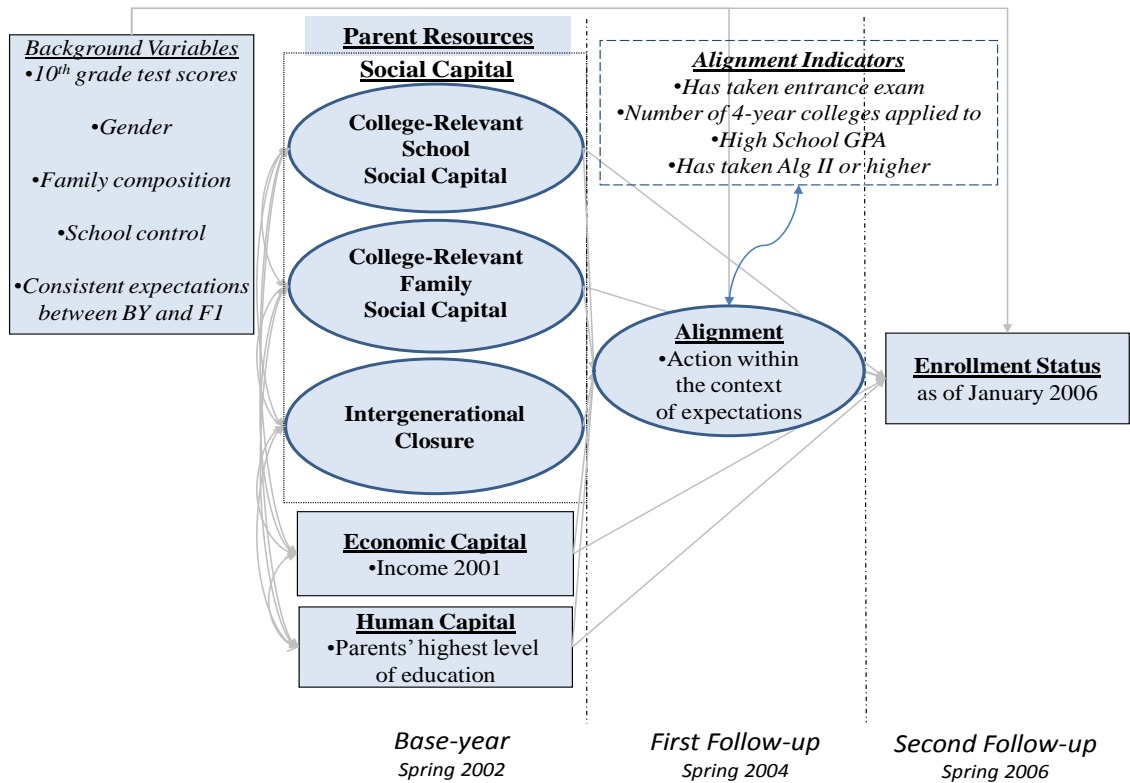 Background Variables
•10th grade test scores
•Gender
•Family composition
•School control
•Consistent expectations
between BY and F1
Parent Resources
Social Capital
College-Relevant
School
Social Capital
College-Relevant
Family
Social Capital
Intergenerational
Closure
Economic Capital
•Income 2001
Human Capital
•Parents’ highest level
of education
Alignment Indicators
•Has taken entrance exam
•Number of 4-year colleges applied to
•High School GPA
•Has taken Alg II or higher
Alignment
•Action within
the context
of expectations
Enrollment Status
as of January 2006
Base-year
Spring 2002
First Follow-up
Spring 2004
Second Follow-up
Spring 2006